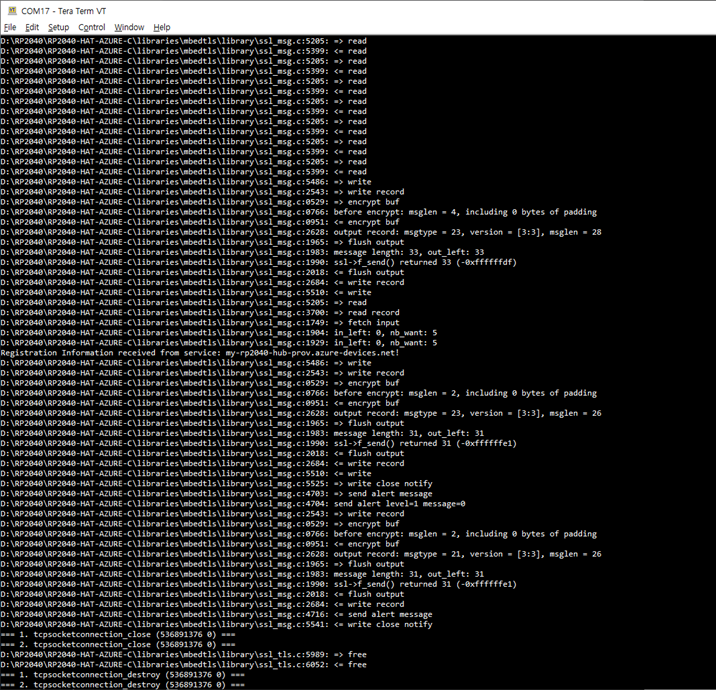 COM17 - Tera Term VT
File Edit Setup Control Window Help
D:\RP2040\RP2040-HAT-AZURE-C\libraries\mbedtls\library\ssl_msg.c:5205: => read
D:\RP2040\RP2040-HAT-AZURE-C\libraries\mbedtls\library\ssl_msg.c:5399: <= read
D:\RP2040\RP2040-HAT-AZURE-C\libraries\mbedtls\library\ssl_msg.c:5205: => read
D:\RP2040\RP2040-HAT-AZURE-C\libraries\mbedtls\library\ssl_msg.c:5399: <= read
D:\RP2040\RP2040-HAT-AZURE-C\libraries\mbedtls\library\ssl_msg.c:5205: => read
D:\RP2040\RP2040-HAT-AZURE-C\libraries\mbedtls\library\ssl_msg.c:5399: <= read
D:\RP2040\RP2040-HAT-AZURE-C\libraries\mbedtls\library\ssl_msg.c:5205: => read
D:\RP2040\RP2040-HAT-AZURE-C\libraries\mbedtls\library\ssl_msg.c:5399: <= read
D:\RP2040\RP2040-HAT-AZURE-C\libraries\mbedtls\library\ssl_msg.c:5205: => read
D:\RP2040\RP2040-HAT-AZURE-C\libraries\mbedtls\library\ssl_msg.c:5399: <= read
D:\RP2040\RP2040-HAT-AZURE-C\libraries\mbedtls\library\ssl_msg.c:5205: => read
D:\RP2040\RP2040-HAT-AZURE-C\libraries\mbedtls\library\ssl_msg.c:5399: <= read
D:\RP2040\RP2040-HAT-AZURE-C\libraries\mbedtls\library\ssl_msg.c:5205: => read
D:\RP2040\RP2040-HAT-AZURE-C\libraries\mbedtls\library\ssl_msg.c:5399: <= read
D:\RP2040\RP2040-HAT-AZURE-C\libraries\mbedtls\library\ssl_msg.c:5486: => write
D:\RP2040\RP2040-HAT-AZURE-C\libraries\mbedtls\library\ssl_msg.c:2543: => write record
D:\RP2040\RP2040-HAT-AZURE-C\libraries\mbedtls\library\ssl_msg.c:0529: => encrypt buf
D:\RP2040\RP2040-HAT-AZURE-C\libraries\mbedtls\library\ssl_msg.c:0766: before encrypt: msglen = 4, including 0 bytes of padding
D:\RP2040\RP2040-HAT-AZURE-C\libraries\mbedtls\library\ssl_msg.c:0951: <= encrypt buf
D:\RP2040\RP2040-HAT-AZURE-C\libraries\mbedtls\library\ssl_msg.c:2628: output record: msgtype = 23, version = [3:3], msglen = 28
D:\RP2040\RP2040-HAT-AZURE-C\libraries\mbedtls\library\ssl_msg.c:1965: => flush output
D:\RP2040\RP2040-HAT-AZURE-C\libraries\mbedtls\library\ssl_msg.c:1983: message length: 33, out_left: 33
D:\RP2040\RP2040-HAT-AZURE-C\libraries\mbedtls\library\ssl_msg.c:1990: ssl->f_send() returned 33 (-0xffffffdf)
D:\RP2040\RP2040-HAT-AZURE-C\libraries\mbedtls\library\ssl_msg.c:2018: <= flush output
D:\RP2040\RP2040-HAT-AZURE-C\libraries\mbedtls\library\ssl_msg.c:2684: <= write record
D:\RP2040\RP2040-HAT-AZURE-C\libraries\mbedtls\library\ssl_msg.c:5510: <= write
D:\RP2040\RP2040-HAT-AZURE-C\libraries\mbedtls\library\ssl_msg.c:5205: => read
D:\RP2040\RP2040-HAT-AZURE-C\libraries\mbedtls\library\ssl_msg.c:3700: => read record
D:\RP2040\RP2040-HAT-AZURE-C\libraries\mbedtls\library\ssl_msg.c:1749: => fetch input
D:\RP2040\RP2040-HAT-AZURE-C\libraries\mbedtls\library\ssl_msg.c:1904: in_left: 0, nb_want: 5
D:\RP2040\RP2040-HAT-AZURE-C\libraries\mbedtls\library\ssl_msg.c:1929: in_left: 0, nb_want: 5
Registration Information received from service: my-rp2040-hub-prov.azure-devices.net!
D:\RP2040\RP2040-HAT-AZURE-C\libraries\mbedtls\library\ssl_msg.c:5486: => write
D:\RP2040\RP2040-HAT-AZURE-C\libraries\mbedtls\library\ssl_msg.c:2543: => write record
D:\RP2040\RP2040-HAT-AZURE-C\libraries\mbedtls\library\ssl_msg.c:0529: => encrypt buf
D:\RP2040\RP2040-HAT-AZURE-C\libraries\mbedtls\library\ssl_msg.c:0766: before encrypt: msglen = 2, including 0 bytes of padding
D:\RP2040\RP2040-HAT-AZURE-C\libraries\mbedtls\library\ssl_msg.c:0951: <= encrypt buf
D:\RP2040\RP2040-HAT-AZURE-C\libraries\mbedtls\library\ssl_msg.c:2628: output record: msgtype = 23, version = [3:3], msglen = 26
D:\RP2040\RP2040-HAT-AZURE-C\libraries\mbedtls\library\ssl_msg.c:1965: => flush output
D:\RP2040\RP2040-HAT-AZURE-C\libraries\mbedtls\library\ssl_msg.c:1983: message length: 31, out_left: 31
D:\RP2040\RP2040-HAT-AZURE-C\libraries\mbedtls\library\ssl_msg.c:1990: ssl->f_send() returned 31 (-0xffffffe1)
D:\RP2040\RP2040-HAT-AZURE-C\libraries\mbedtls\library\ssl_msg.c:2018: <= flush output
D:\RP2040\RP2040-HAT-AZURE-C\libraries\mbedtls\library\ssl_msg.c:2684: <= write record
D:\RP2040\RP2040-HAT-AZURE-C\libraries\mbedtls\library\ssl_msg.c:5510: <= write
D:\RP2040\RP2040-HAT-AZURE-C\libraries\mbedtls\library\ssl_msg.c:5525: => write close notify
D:\RP2040\RP2040-HAT-AZURE-C\libraries\mbedtls\library\ssl_msg.c:4703: => send alert message
D:\RP2040\RP2040-HAT-AZURE-C\libraries\mbedtls\library\ssl_msg.c:4704: send alert level=1 message=0
D:\RP2040\RP2040-HAT-AZURE-C\libraries\mbedtls\library\ssl_msg.c:2543: => write record
D:\RP2040\RP2040-HAT-AZURE-C\libraries\mbedtls\library\ssl_msg.c:0529: => encrypt buf
D:\RP2040\RP2040-HAT-AZURE-C\libraries\mbedtls\library\ssl_msg.c:0766: before encrypt: msglen = 2, including 0 bytes of padding
D:\RP2040\RP2040-HAT-AZURE-C\libraries\mbedtls\library\ssl_msg.c:0951: <= encrypt buf
D:\RP2040\RP2040-HAT-AZURE-C\libraries\mbedtls\library\ssl_msg.c:2628: output record: msgtype = 21, version = [3:3], msglen = 26
D:\RP2040\RP2040-HAT-AZURE-C\libraries\mbedtls\library\ssl_msg.c:1965: => flush output
D:\RP2040\RP2040-HAT-AZURE-C\libraries\mbedtls\library\ssl_msg.c:1983: message length: 31, out_left: 31
D:\RP2040\RP2040-HAT-AZURE-C\libraries\mbedtls\library\ssl_msg.c:1990: ssl->f_send() returned 31 (-0xffffffe1)
D:\RP2040\RP2040-HAT-AZURE-C\libraries\mbedtls\library\ssl_msg.c:2018: <= flush output
D:\RP2040\RP2040-HAT-AZURE-C\libraries\mbedtls\library\ssl_msg.c:2684: <= write record
D:\RP2040\RP2040-HAT-AZURE-C\libraries\mbedtls\library\ssl_msg.c:4716: <= send alert message
D:\RP2040\RP2040-HAT-AZURE-C\libraries\mbedtls\library\ssl_msg.c:5541: <= write close notify
=== 1. tcpsocketconnection_close (536891376 0) ===
=== 2. tcpsocketconnection_close (536891376 0) ===
D:\RP2040\RP2040-HAT-AZURE-C\libraries\mbedtls\library\ssl_tls.c:5989: => free
D:\RP2040\RP2040-HAT-AZURE-C\libraries\mbedtls\library\ssl_tls.c:6052: <= free
=== 1. tcpsocketconnection_destroy (536891376 0) ===
=== 2. tcpsocketconnection_destroy (536891376 0) ===